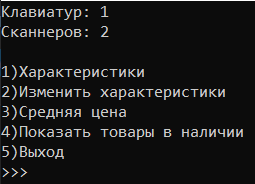 Клавиатур: 1
Сканнеров: 2
1)Характеристики
2)Изменить характеристики
3)Средняя цена
4)Показать товары в наличии
5)Выход
>>>